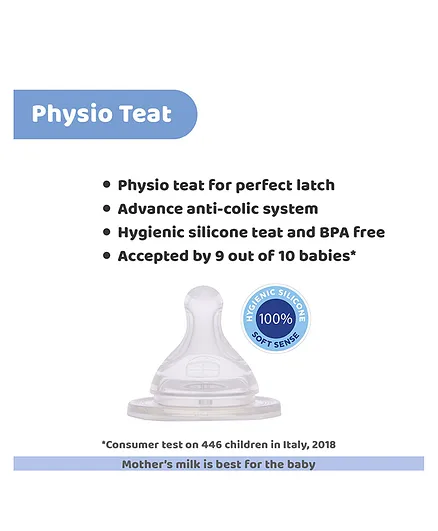 Physio Teat
• Physio teat for perfect latch
• Advance anti-colic system
• Hygienic silicone teat and BPA free
• Accepted by 9 out of 10 babies*
HYGIENIC SILICONE
100%
SOFT SENSE
*Consumer test on 446 children in Italy, 2018
Mother's milk is best for the baby